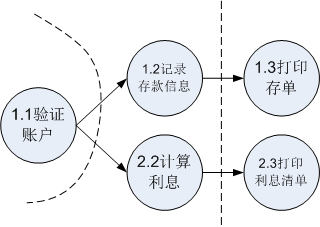 1.1验证
账户
1.2记录
存款信息
1.3打印
存单
2.2计算
利息
2.3打印
利息清单